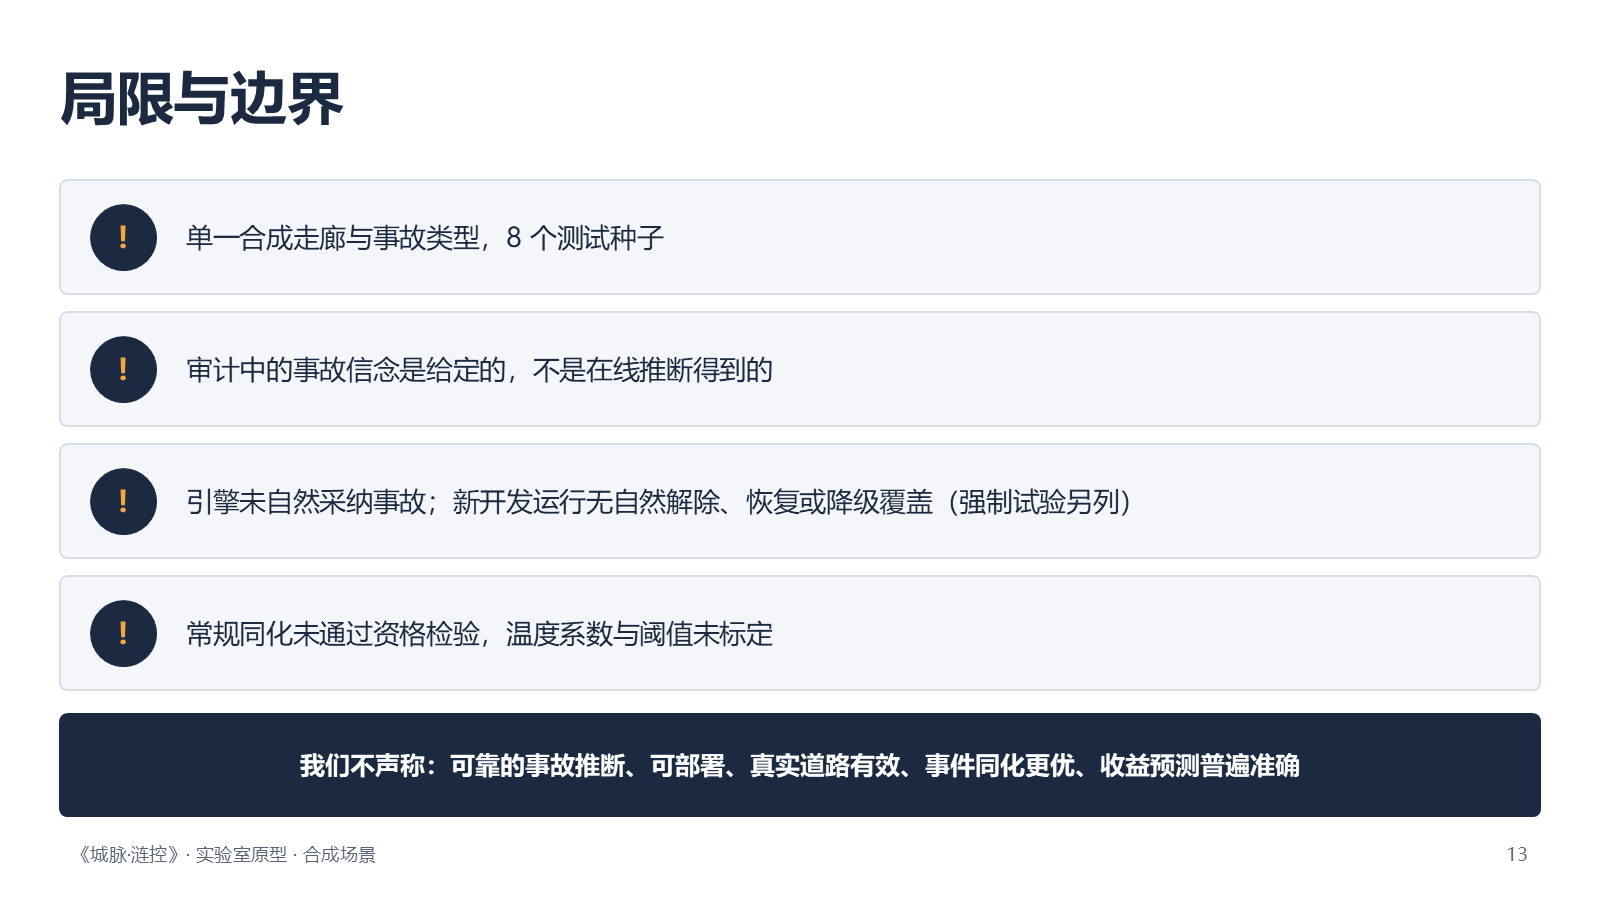 局限与边界
! 单一合成走廊与事故类型，8 个测试种子
! 审计中的事故信念是给定的，不是在线推断得到的
! 引擎未自然采纳事故；新开发运行无自然解除、恢复或降级覆盖（强制试验另列）
! 常规同化未通过资格检验，温度系数与阈值未标定
我们不声称：可靠的事故推断、可部署、真实道路有效、事件同化更优、收益预测普遍准确
《城脉·涟控》· 实验室原型 · 合成场景
13